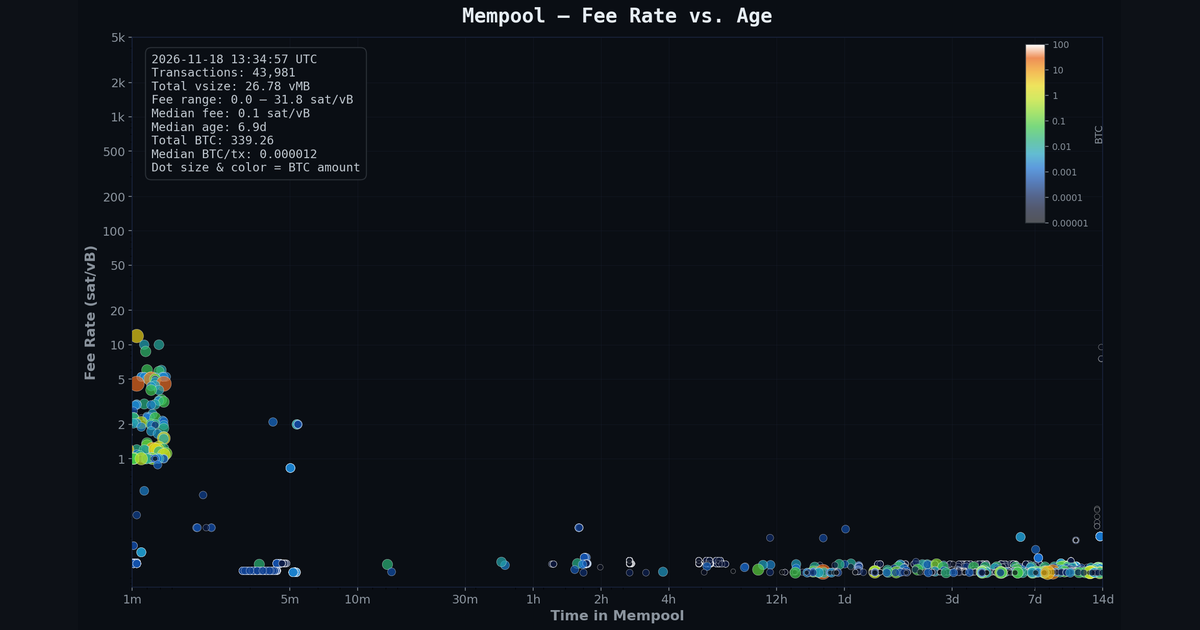 Mempool — Fee Rate vs. Age
2026-11-18 13:34:57 UTC
Transactions: 43,981
Total vsize: 26.78 vMB
Fee range: 0.0 – 31.8 sat/vB
Median fee: 0.1 sat/vB
Median age: 6.9d
Total BTC: 339.26
Median BTC/tx: 0.000012
Dot size & color = BTC amount
100
10
1
0.1
0.01
0.001
0.0001
0.00001
BTC
Fee Rate (sat/vB)
5k
2k
1k
500
200
100
50
20
10
5
2
1
1m
5m
10m
30m
1h
2h
4h
12h
1d
3d
7d
14d
Time in Mempool